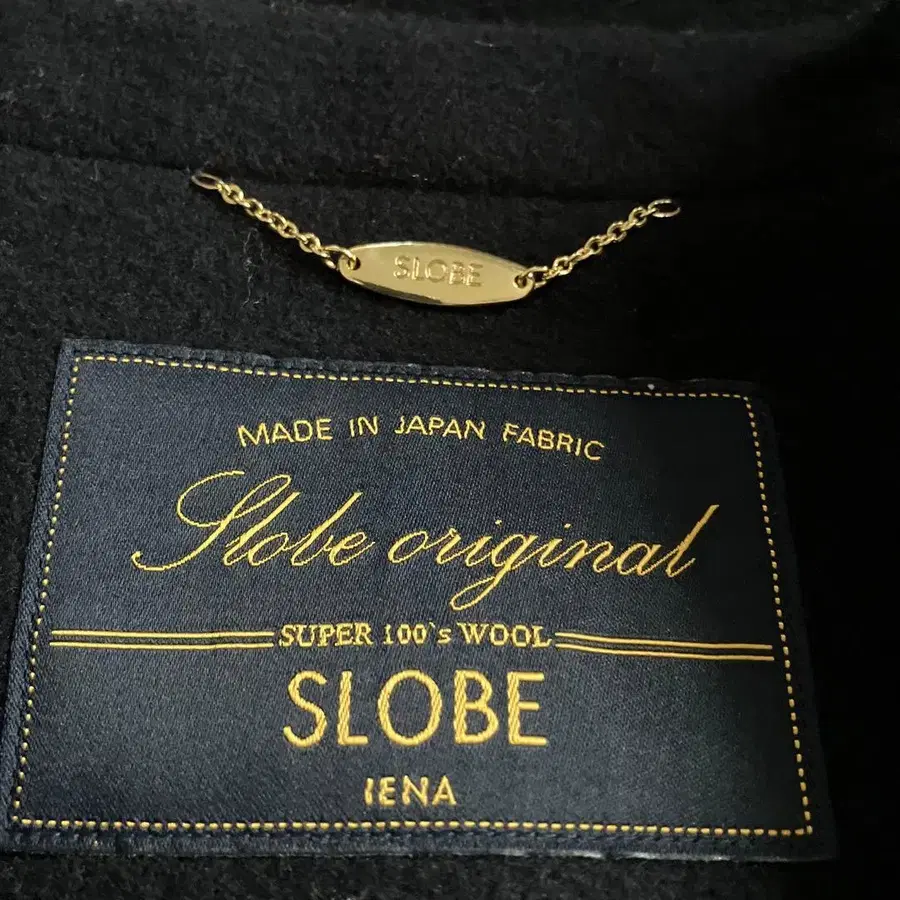 SLOBE
MADE IN JAPAN FABRIC
Slobe original
SUPER 100's WOOL
SLOBE
IENA